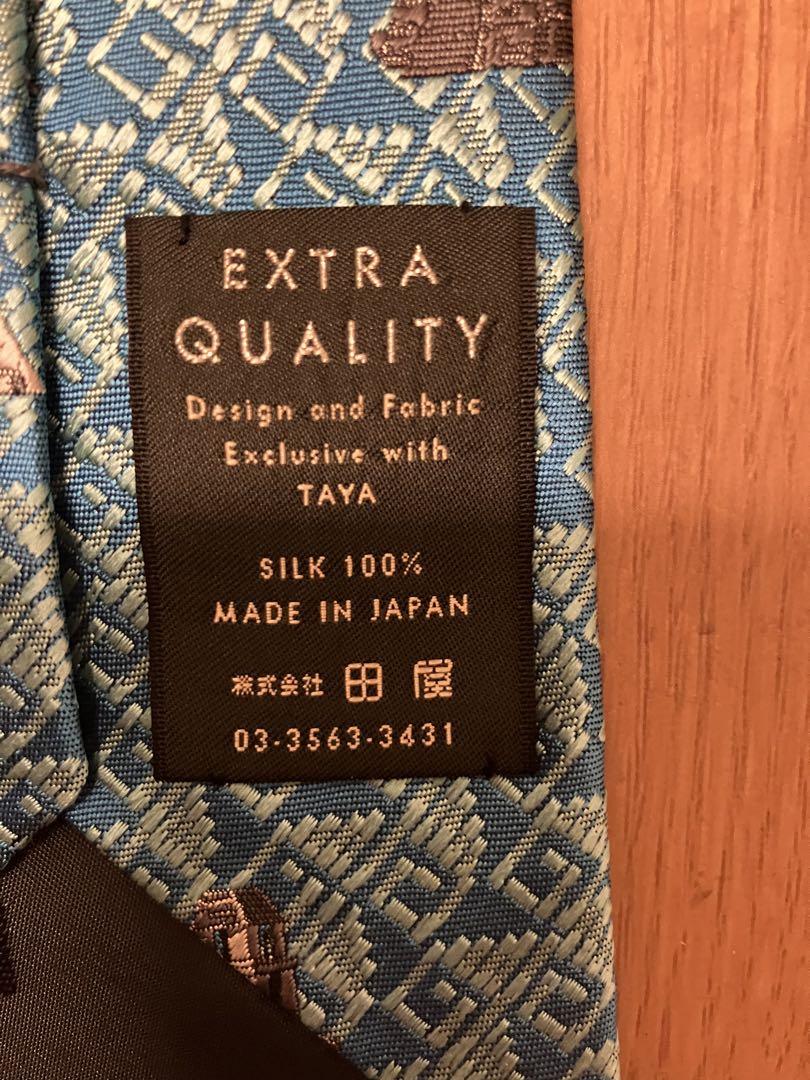 EXTRA
QUALITY
Design and Fabric
Exclusive with
TAYA
SILK 100%
MADE IN JAPAN
株式会社 田屋
03-3563-3431